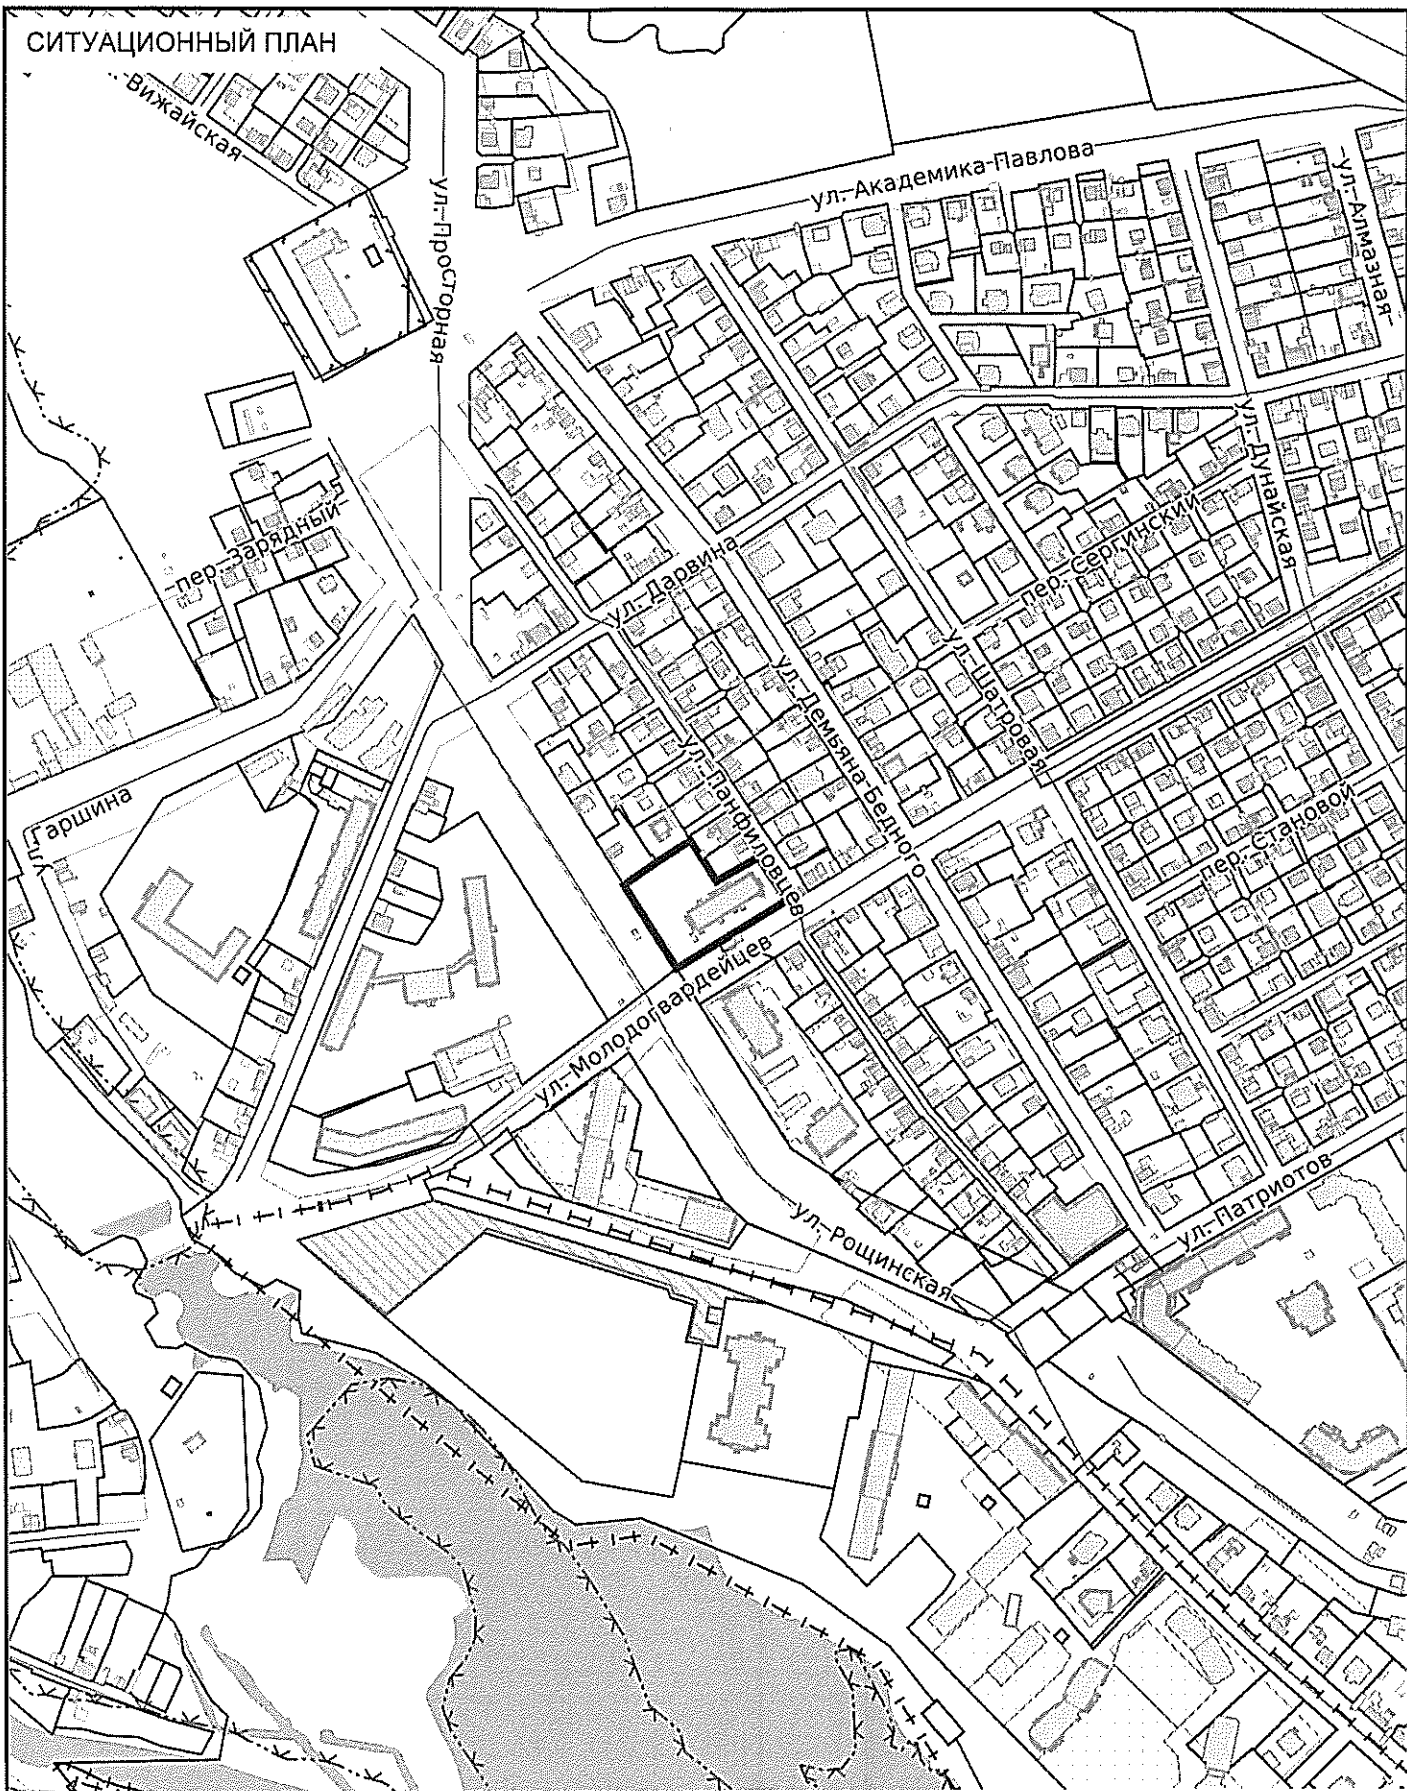 СИТУАЦИОННЫЙ ПЛАН
Вижайская
ул. Просторная
ул. Академика Павлова
ул. Алмазная
ул. Дунайская
пер. Зарядный
ул. Дарвина
пер. Сергинский
ул. Шатровая
ул. Демьяна Бедного
ул. Панфиловцев
пер. Становой
ул. Гаршина
ул. Молодогвардейцев
ул. Рощинская
ул. Патриотов